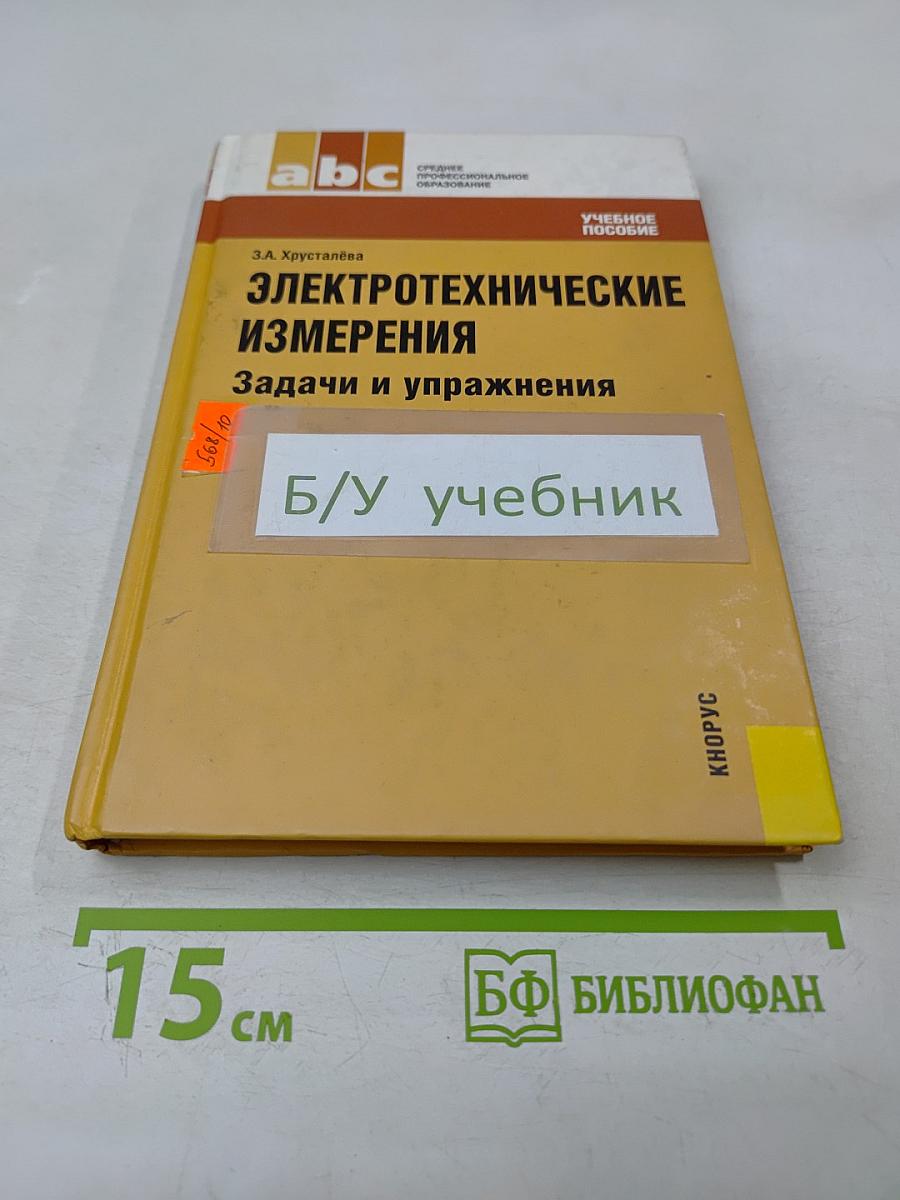 abc
СРЕДНЕЕ
ПРОФЕССИОНАЛЬНОЕ
ОБРАЗОВАНИЕ
УЧЕБНОЕ
ПОСОБИЕ
З.А. Хрусталёва
ЭЛЕКТРОТЕХНИЧЕСКИЕ
ИЗМЕРЕНИЯ
Задачи и упражнения
568/10
Б/У учебник
КНОРУС
15 см
БФ БИБЛИОФАН